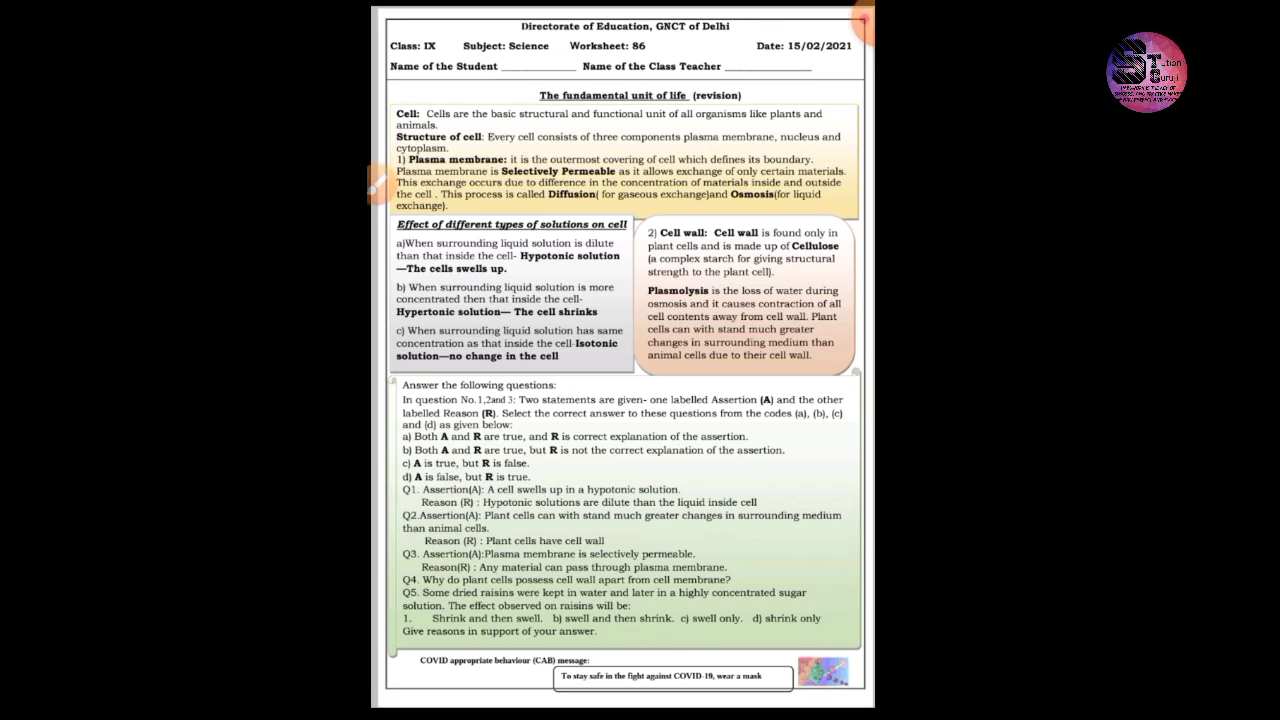 Directorate of Education, GNCT of Delhi
Class: IX Subject: Science Worksheet: 86 Date: 15/02/2021
Name of the Student ______________ Name of the Class Teacher ________________
The fundamental unit of life (revision)
Cell: Cells are the basic structural and functional unit of all organisms like plants and
animals.
Structure of cell: Every cell consists of three components plasma membrane, nucleus and
cytoplasm.
1) Plasma membrane: it is the outermost covering of cell which defines its boundary.
Plasma membrane is Selectively Permeable as it allows exchange of only certain materials.
This exchange occurs due to difference in the concentration of materials inside and outside
the cell . This process is called Diffusion( for gaseous exchange)and Osmosis(for liquid
exchange).
Effect of different types of solutions on cell
a)When surrounding liquid solution is dilute
than that inside the cell- Hypotonic solution
—The cells swells up.
b) When surrounding liquid solution is more
concentrated then that inside the cell-
Hypertonic solution— The cell shrinks
c) When surrounding liquid solution has same
concentration as that inside the cell-Isotonic
solution—no change in the cell
2) Cell wall: Cell wall is found only in
plant cells and is made up of Cellulose
(a complex starch for giving structural
strength to the plant cell).
Plasmolysis is the loss of water during
osmosis and it causes contraction of all
cell contents away from cell wall. Plant
cells can with stand much greater
changes in surrounding medium than
animal cells due to their cell wall.
Answer the following questions:
In question No.1,2and 3: Two statements are given- one labelled Assertion (A) and the other
labelled Reason (R). Select the correct answer to these questions from the codes (a), (b), (c)
and (d) as given below:
a) Both A and R are true, and R is correct explanation of the assertion.
b) Both A and R are true, but R is not the correct explanation of the assertion.
c) A is true, but R is false.
d) A is false, but R is true.
Q1. Assertion(A): A cell swells up in a hypotonic solution.
Reason (R) : Hypotonic solutions are dilute than the liquid inside cell
Q2.Assertion(A): Plant cells can with stand much greater changes in surrounding medium
than animal cells.
Reason (R) : Plant cells have cell wall
Q3. Assertion(A):Plasma membrane is selectively permeable.
Reason(R) : Any material can pass through plasma membrane.
Q4. Why do plant cells possess cell wall apart from cell membrane?
Q5. Some dried raisins were kept in water and later in a highly concentrated sugar
solution. The effect observed on raisins will be:
1. Shrink and then swell. b) swell and then shrink. c) swell only. d) shrink only
Give reasons in support of your answer.
COVID appropriate behaviour (CAB) message:
To stay safe in the fight against COVID-19, wear a mask